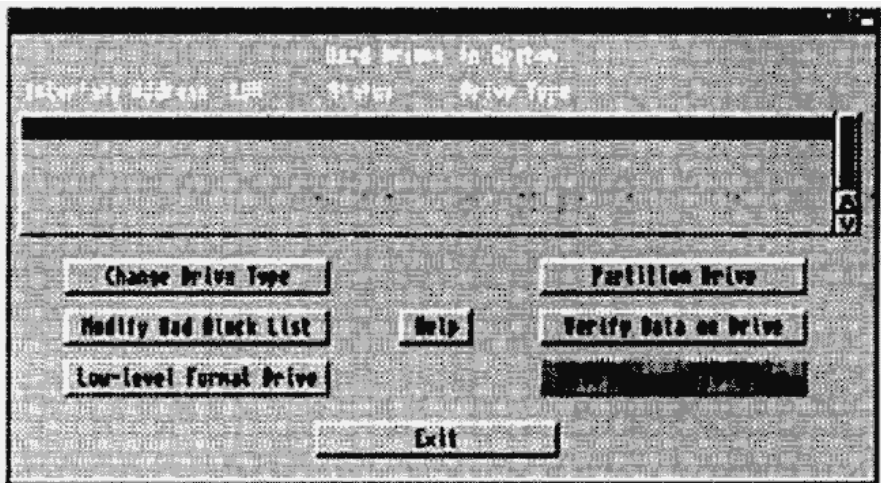 Hard Drives in System
Interface Address LUN Status Drive Type
Change Drive Type
Partition Drive
Modify Bad Block List
Help
Verify Data on Drive
Low-level Format Drive
Exit